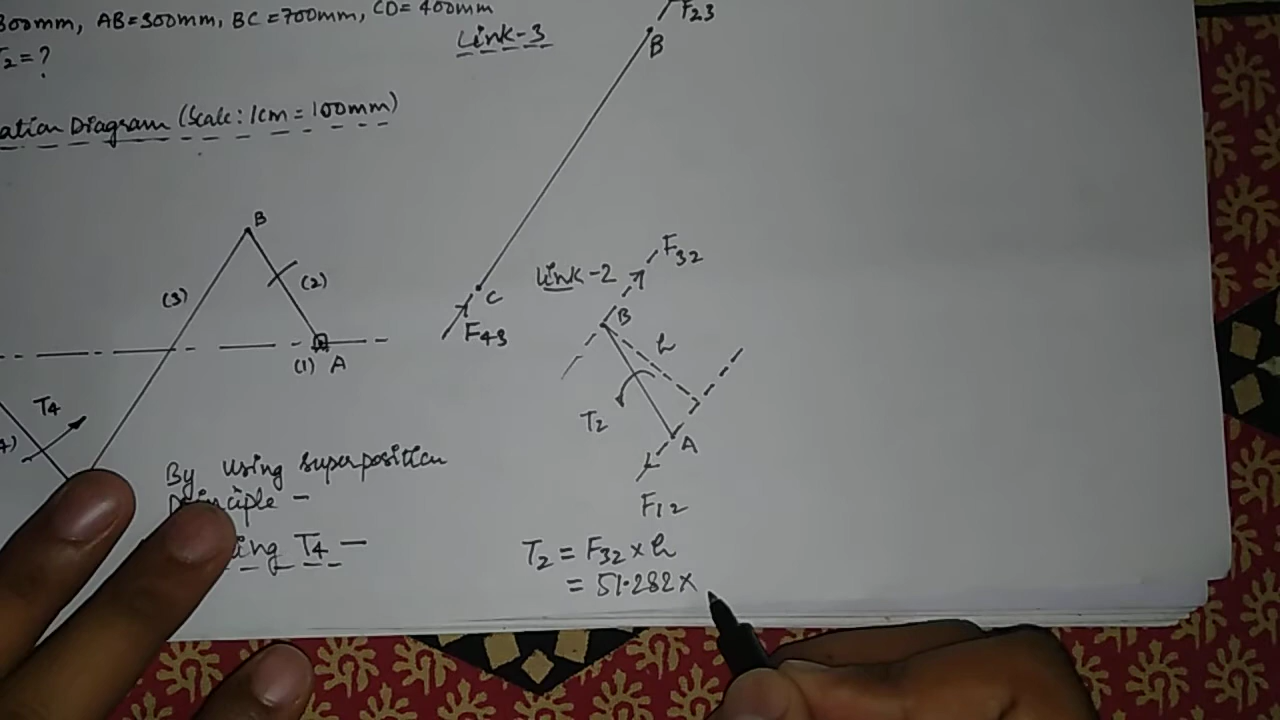 300mm, AB=300mm, BC=700mm, CD=400mm
T2=?
ation Diagram (Scale: 1cm=100mm)
B
(3)
(2)
(1) A
T4
4)
By using superposition
Principle -
ing T4 -
Link-3
F23
B
C
F43
Link-2
F32
B
h
T2
A
F12
T2 = F32 x h
= 51.282 x